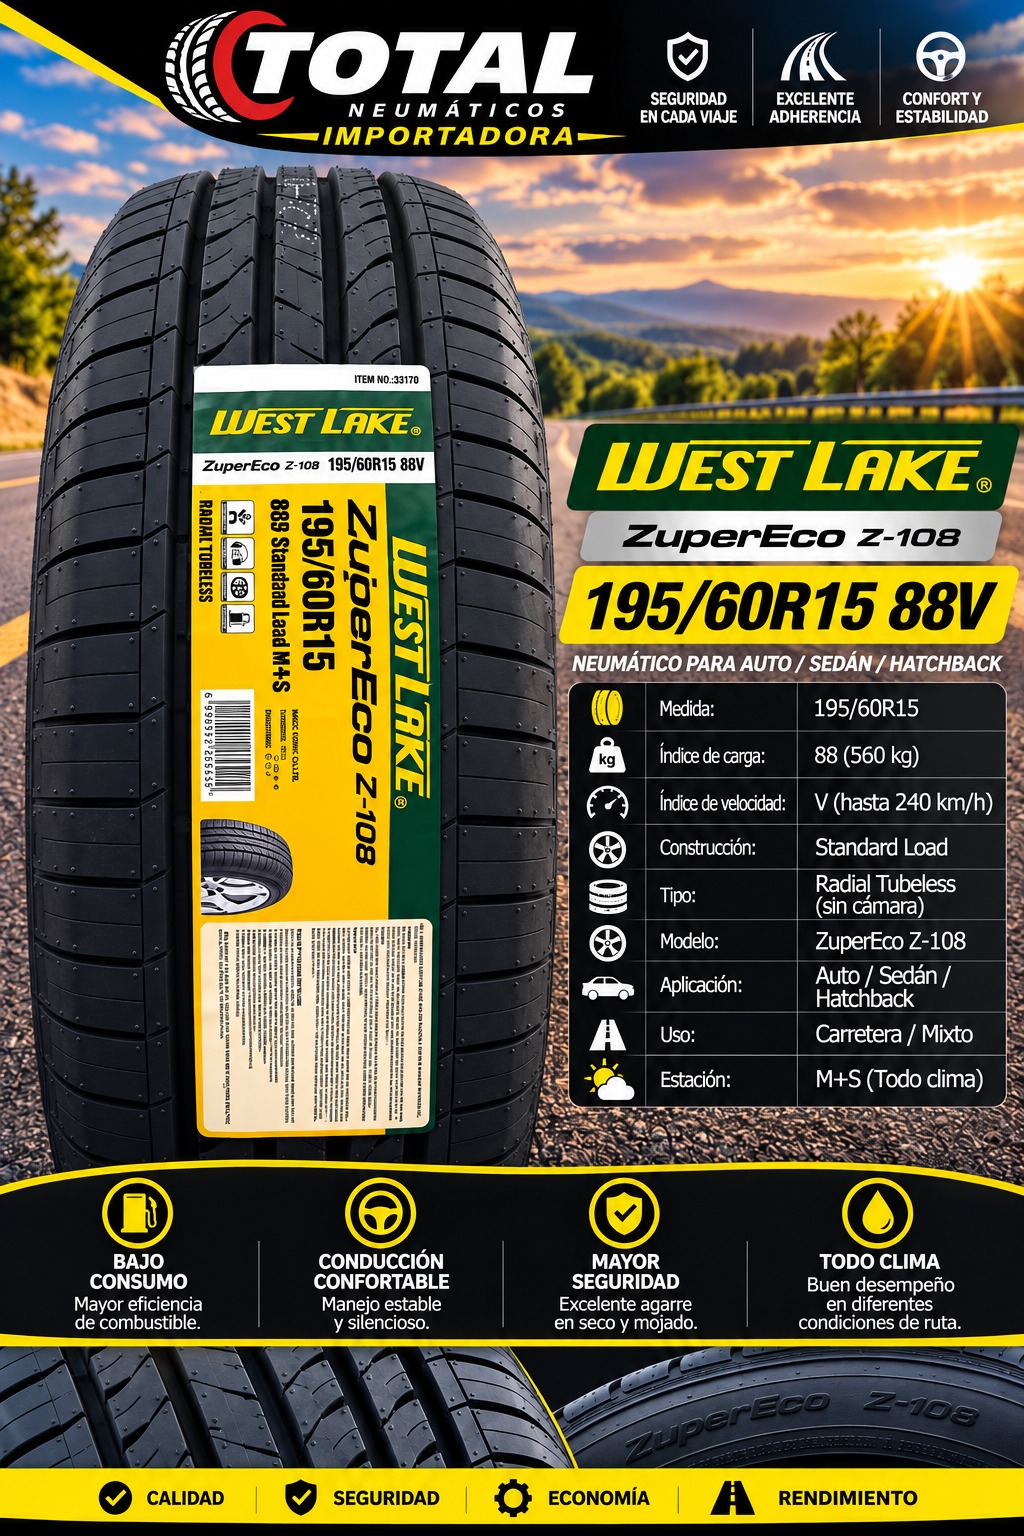 TOTAL
NEUMÁTICOS
IMPORTADORA
SEGURIDAD
EN CADA VIAJE
EXCELENTE
ADHERENCIA
CONFORT Y
ESTABILIDAD
ITEM NO.:33170
WEST LAKE®
ZuperEco Z-108 195/60R15 88V
WEST LAKE®
ZuperEco Z-108
195/60R15
889 Standaad Laad M+S
RADIAL TUBELESS
WEST LAKE®
ZuperEco Z-108
195/60R15 88V
NEUMÁTICO PARA AUTO / SEDÁN / HATCHBACK
Medida: 195/60R15
kg
Índice de carga: 88 (560 kg)
Índice de velocidad: V (hasta 240 km/h)
Construcción: Standard Load
Tipo: Radial Tubeless
(sin cámara)
Modelo: ZuperEco Z-108
Aplicación: Auto / Sedán /
Hatchback
Uso: Carretera / Mixto
Estación: M+S (Todo clima)
BAJO
CONSUMO
Mayor eficiencia
de combustible.
CONDUCCIÓN
CONFORTABLE
Manejo estable
y silencioso.
MAYOR
SEGURIDAD
Excelente agarre
en seco y mojado.
TODO CLIMA
Buen desempeño
en diferentes
condiciones de ruta.
ZuperEco Z-108
CALIDAD
SEGURIDAD
ECONOMÍA
RENDIMIENTO